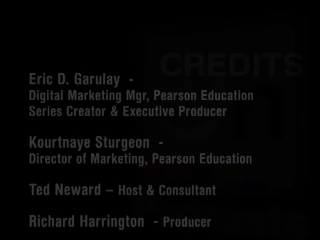 CREDITS
Eric D. Garulay -
Digital Marketing Mgr, Pearson Education
Series Creator & Executive Producer
Kourtnaye Sturgeon -
Director of Marketing, Pearson Education
Ted Neward – Host & Consultant
Richard Harrington - Producer